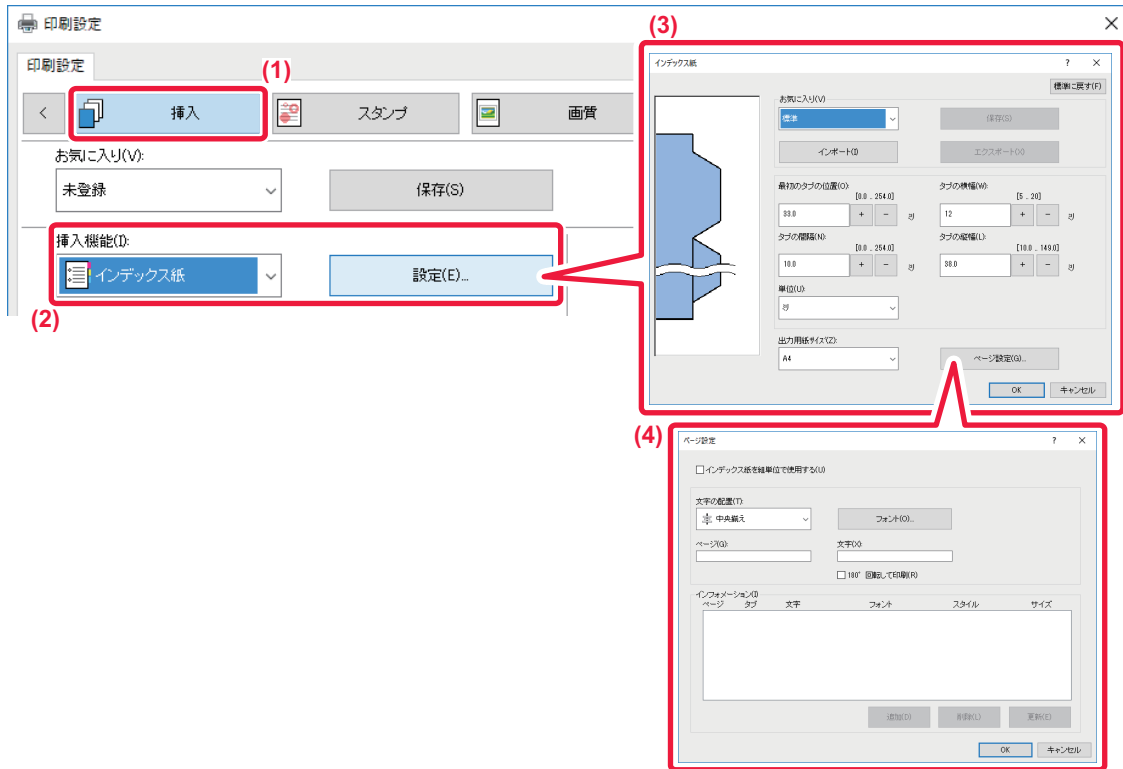 印刷設定
(3)
印刷設定
(1)
挿入
スタンプ
画質
お気に入り(V):
未登録
保存(S)
挿入機能(I):
インデックス紙
設定(E)...
(2)
インデックス紙
標準に戻す(F)
お気に入り(V)
標準
保存(S)
インポート(I)
エクスポート(X)
最初のタブの位置(O):
[0.0 .. 254.0]
33.0
+
-
ミリ
タブの横幅(W):
[5 .. 20]
12
+
-
ミリ
タブの間隔(N):
[0.0 .. 254.0]
10.0
+
-
ミリ
タブの縦幅(L):
[10.0 .. 149.0]
38.0
+
-
ミリ
単位(U):
ミリ
出力用紙サイズ(Z):
A4
ページ設定(G)...
OK
キャンセル
(4)
ページ設定
インデックス紙を組単位で使用する(U)
文字の配置(T):
中央揃え
フォント(O)...
ページ(G):
文字(X):
180° 回転して印刷(R)
インフォメーション(I)
ページ タブ 文字 フォント スタイル サイズ
追加(D)
削除(L)
更新(E)
OK
キャンセル